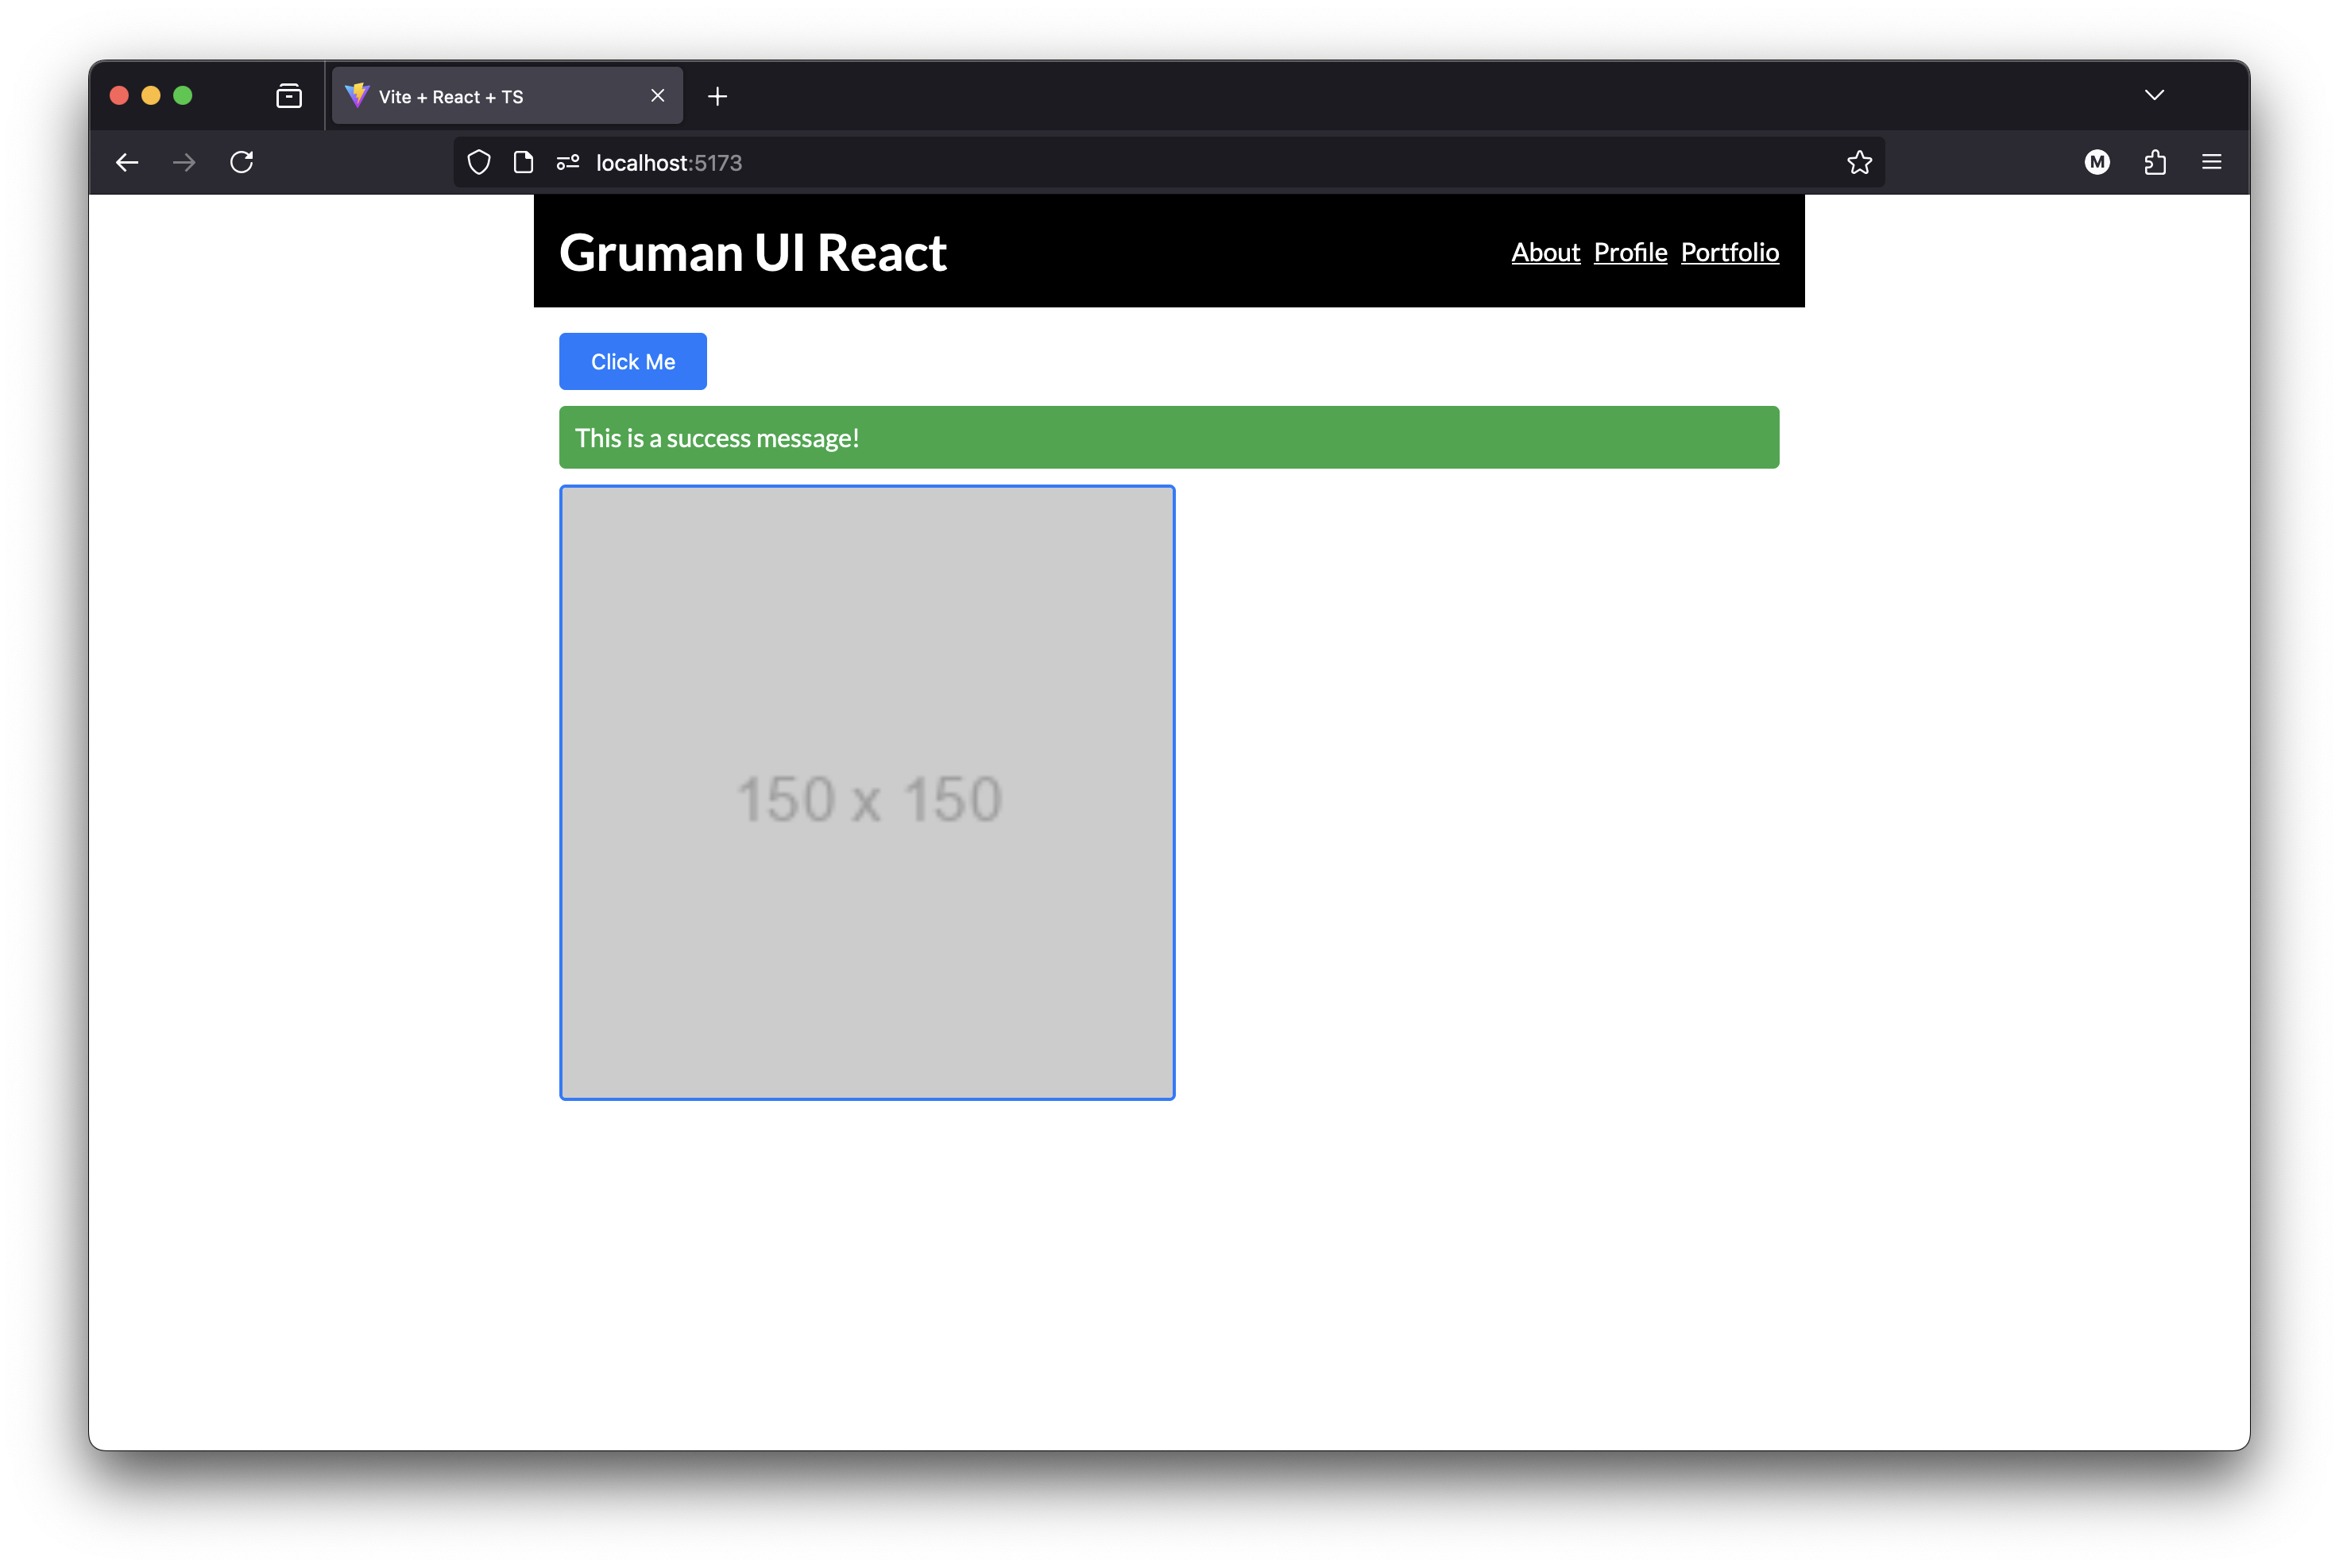 Vite + React + TS
localhost:5173
M
Gruman UI React
About Profile Portfolio
Click Me
This is a success message!
150 x 150